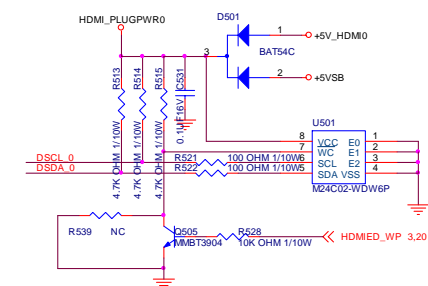 D501
HDMI_PLUGPWR0
1
+5V_HDMI0
3
BAT54C
2
+5VSB
R513
R514
R515
C531
0.1UF16V
4.7K OHM 1/10W
4.7K OHM 1/10W
4.7K OHM 1/10W
U501
8 VCC E0 1
7 WC E1 2
6 SCL E2 3
5 SDA VSS 4
M24C02-WDW6P
DSCL_0
DSDA_0
R521 100 OHM 1/10W
R522 100 OHM 1/10W
R539 NC
Q505
MMBT3904
R528
10K OHM 1/10W
HDMIED_WP 3,20